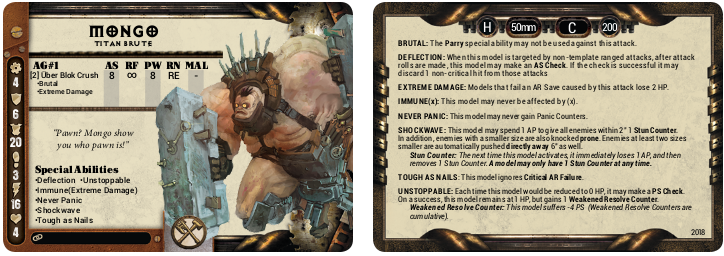 MONGO
TITAN BRUTE
AG#1 AS RF PW RN MAL
[2] Über Blok Crush 8 ∞ 8 RE -
•Brutal
•Extreme Damage
4
6
20
3
16
4
"Pawn? Mongo show
you who pawn is!"
Special Abilities
•Deflection •Unstoppable
•Immune(Extreme Damage)
•Never Panic
•Shockwave
•Tough as Nails
H 50mm C 200
BRUTAL: The Parry special ability may not be used against this attack.
DEFLECTION: When this model is targeted by non-template ranged attacks, after attack
rolls are made, this model may make an AS Check. If the check is successful it may
discard 1 non-critical hit from those attacks
EXTREME DAMAGE: Models that fail an AR Save caused by this attack lose 2 HP.
IMMUNE(x): This model may never be affected by (x).
NEVER PANIC: This model may never gain Panic Counters.
SHOCKWAVE: This model may spend 1 AP to give all enemies within 2" 1 Stun Counter.
In addition, enemies with a smaller size are also knocked prone. Enemies at least two sizes
smaller are automatically pushed directly away 6" as well.
Stun Counter: The next time this model activates, it immediately loses 1 AP, and then
removes 1 Stun Counter. A model may only have 1 Stun Counter at any time.
TOUGH AS NAILS: This model ignores Critical AR Failure.
UNSTOPPABLE: Each time this model would be reduced to 0 HP, it may make a PS Check.
On a success, this model remains at 1 HP, but gains 1 Weakened Resolve Counter.
Weakened Resolve Counter: This model suffers -4 PS (Weakened Resolve Counters are
cumulative).
2018